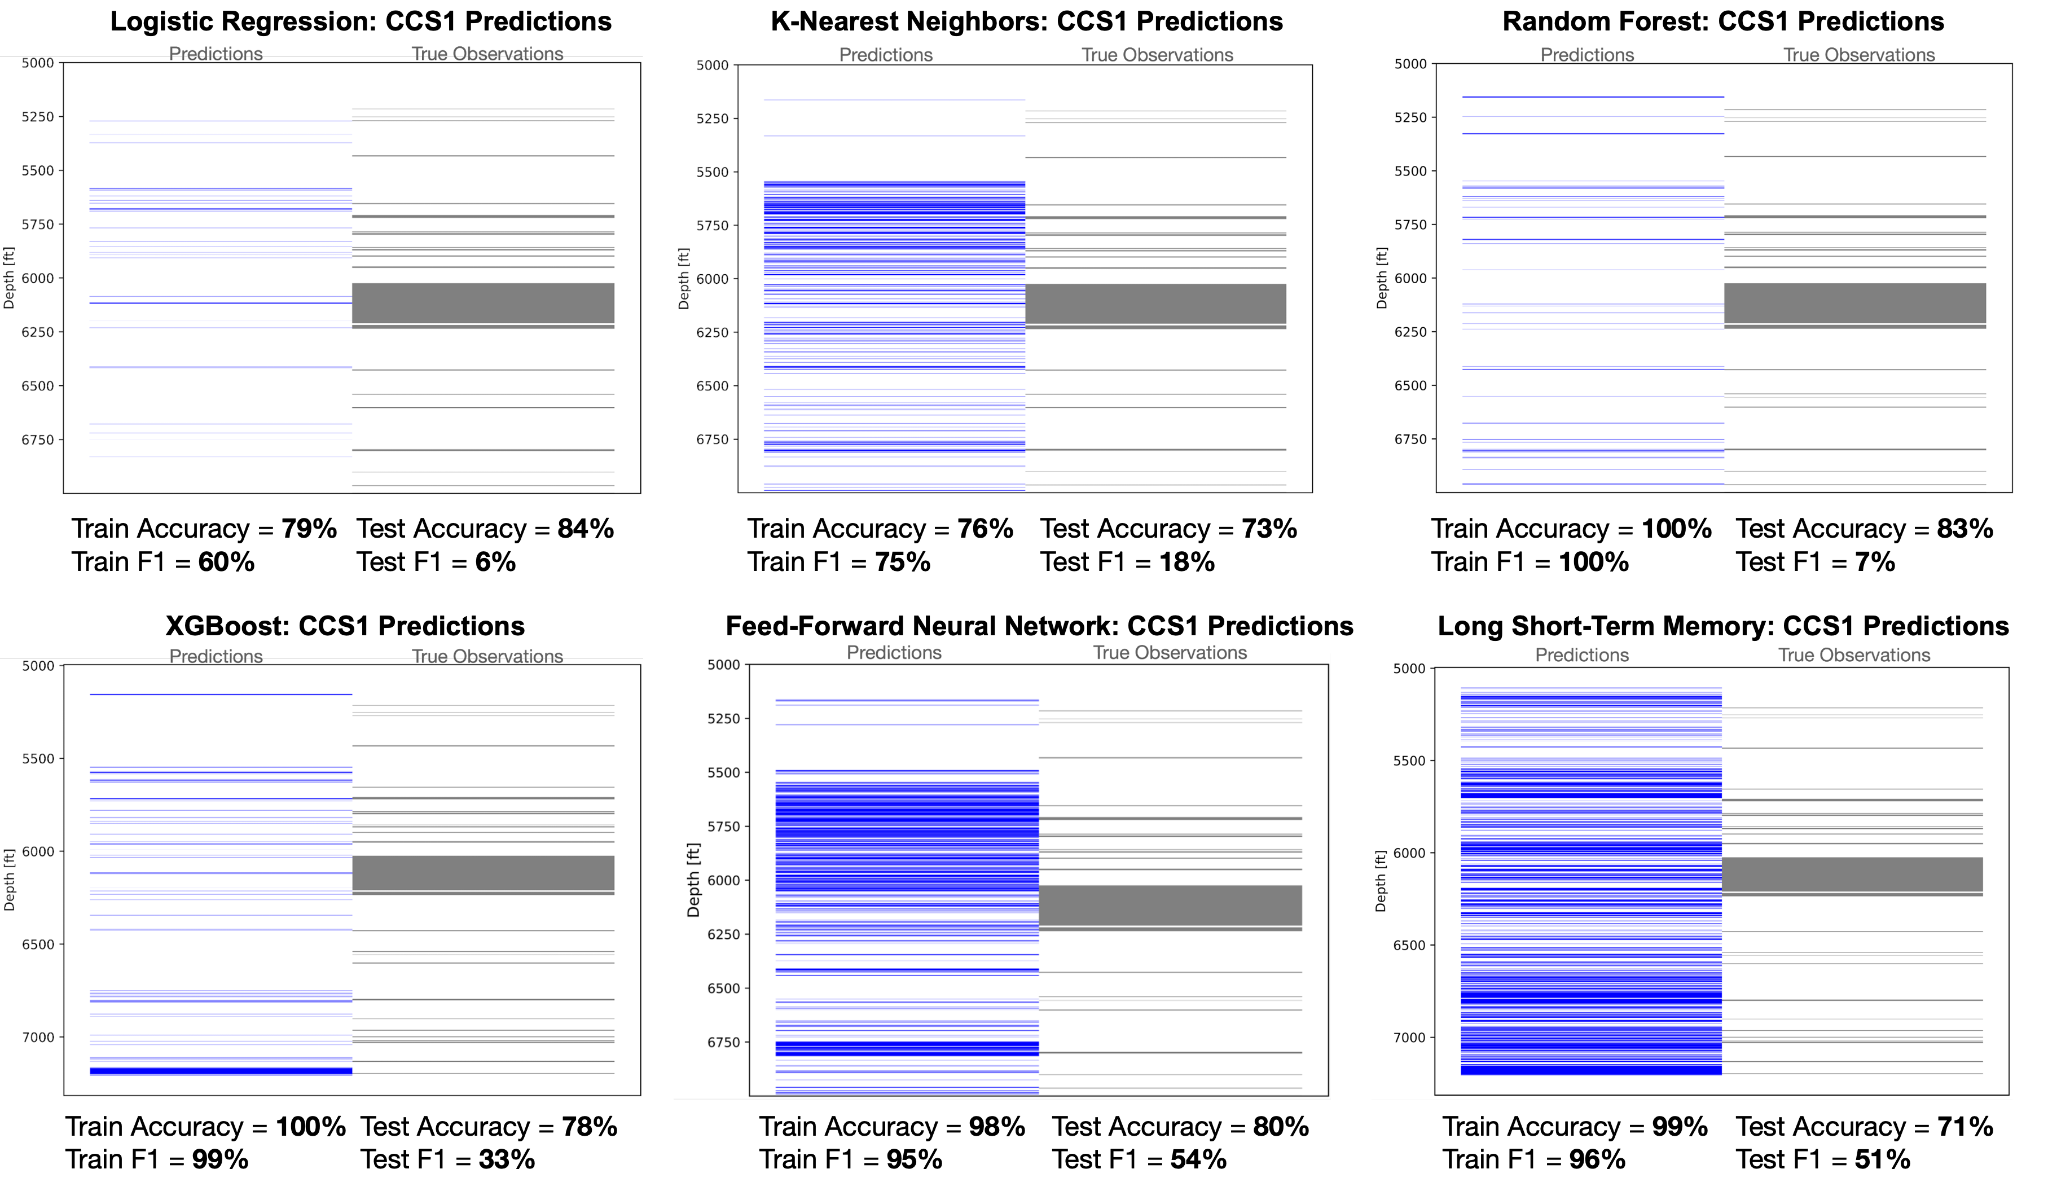 Logistic Regression: CCS1 Predictions
Predictions True Observations
5000
5250
5500
5750
6000
6250
6500
6750
Depth [ft]
Train Accuracy = 79% Test Accuracy = 84%
Train F1 = 60% Test F1 = 6%
K-Nearest Neighbors: CCS1 Predictions
Predictions True Observations
5000
5250
5500
5750
6000
6250
6500
6750
Depth [ft]
Train Accuracy = 76% Test Accuracy = 73%
Train F1 = 75% Test F1 = 18%
Random Forest: CCS1 Predictions
Predictions True Observations
5000
5250
5500
5750
6000
6250
6500
6750
Depth [ft]
Train Accuracy = 100% Test Accuracy = 83%
Train F1 = 100% Test F1 = 7%
XGBoost: CCS1 Predictions
Predictions True Observations
5000
5500
6000
6500
7000
Depth [ft]
Train Accuracy = 100% Test Accuracy = 78%
Train F1 = 99% Test F1 = 33%
Feed-Forward Neural Network: CCS1 Predictions
Predictions True Observations
5000
5250
5500
5750
6000
6250
6500
6750
Depth [ft]
Train Accuracy = 98% Test Accuracy = 80%
Train F1 = 95% Test F1 = 54%
Long Short-Term Memory: CCS1 Predictions
Predictions True Observations
5000
5500
6000
6500
7000
Depth [ft]
Train Accuracy = 99% Test Accuracy = 71%
Train F1 = 96% Test F1 = 51%